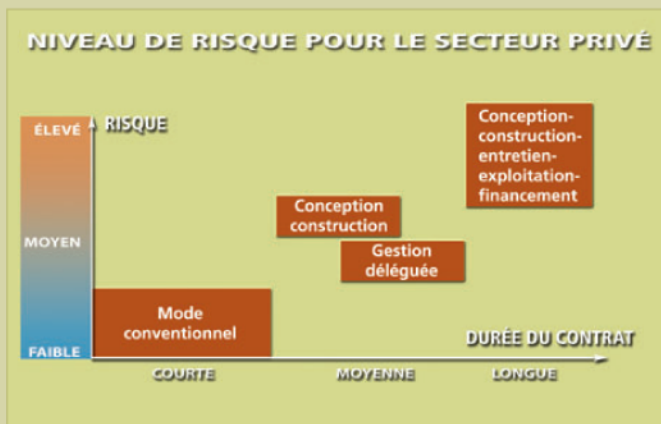 NIVEAU DE RISQUE POUR LE SECTEUR PRIVÉ
ÉLEVÉ
RISQUE
Conception-
construction-
entretien-
exploitation-
financement
Conception
construction
MOYEN
Gestion
déléguée
Mode
conventionnel
DURÉE DU CONTRAT
FAIBLE
COURTE
MOYENNE
LONGUE